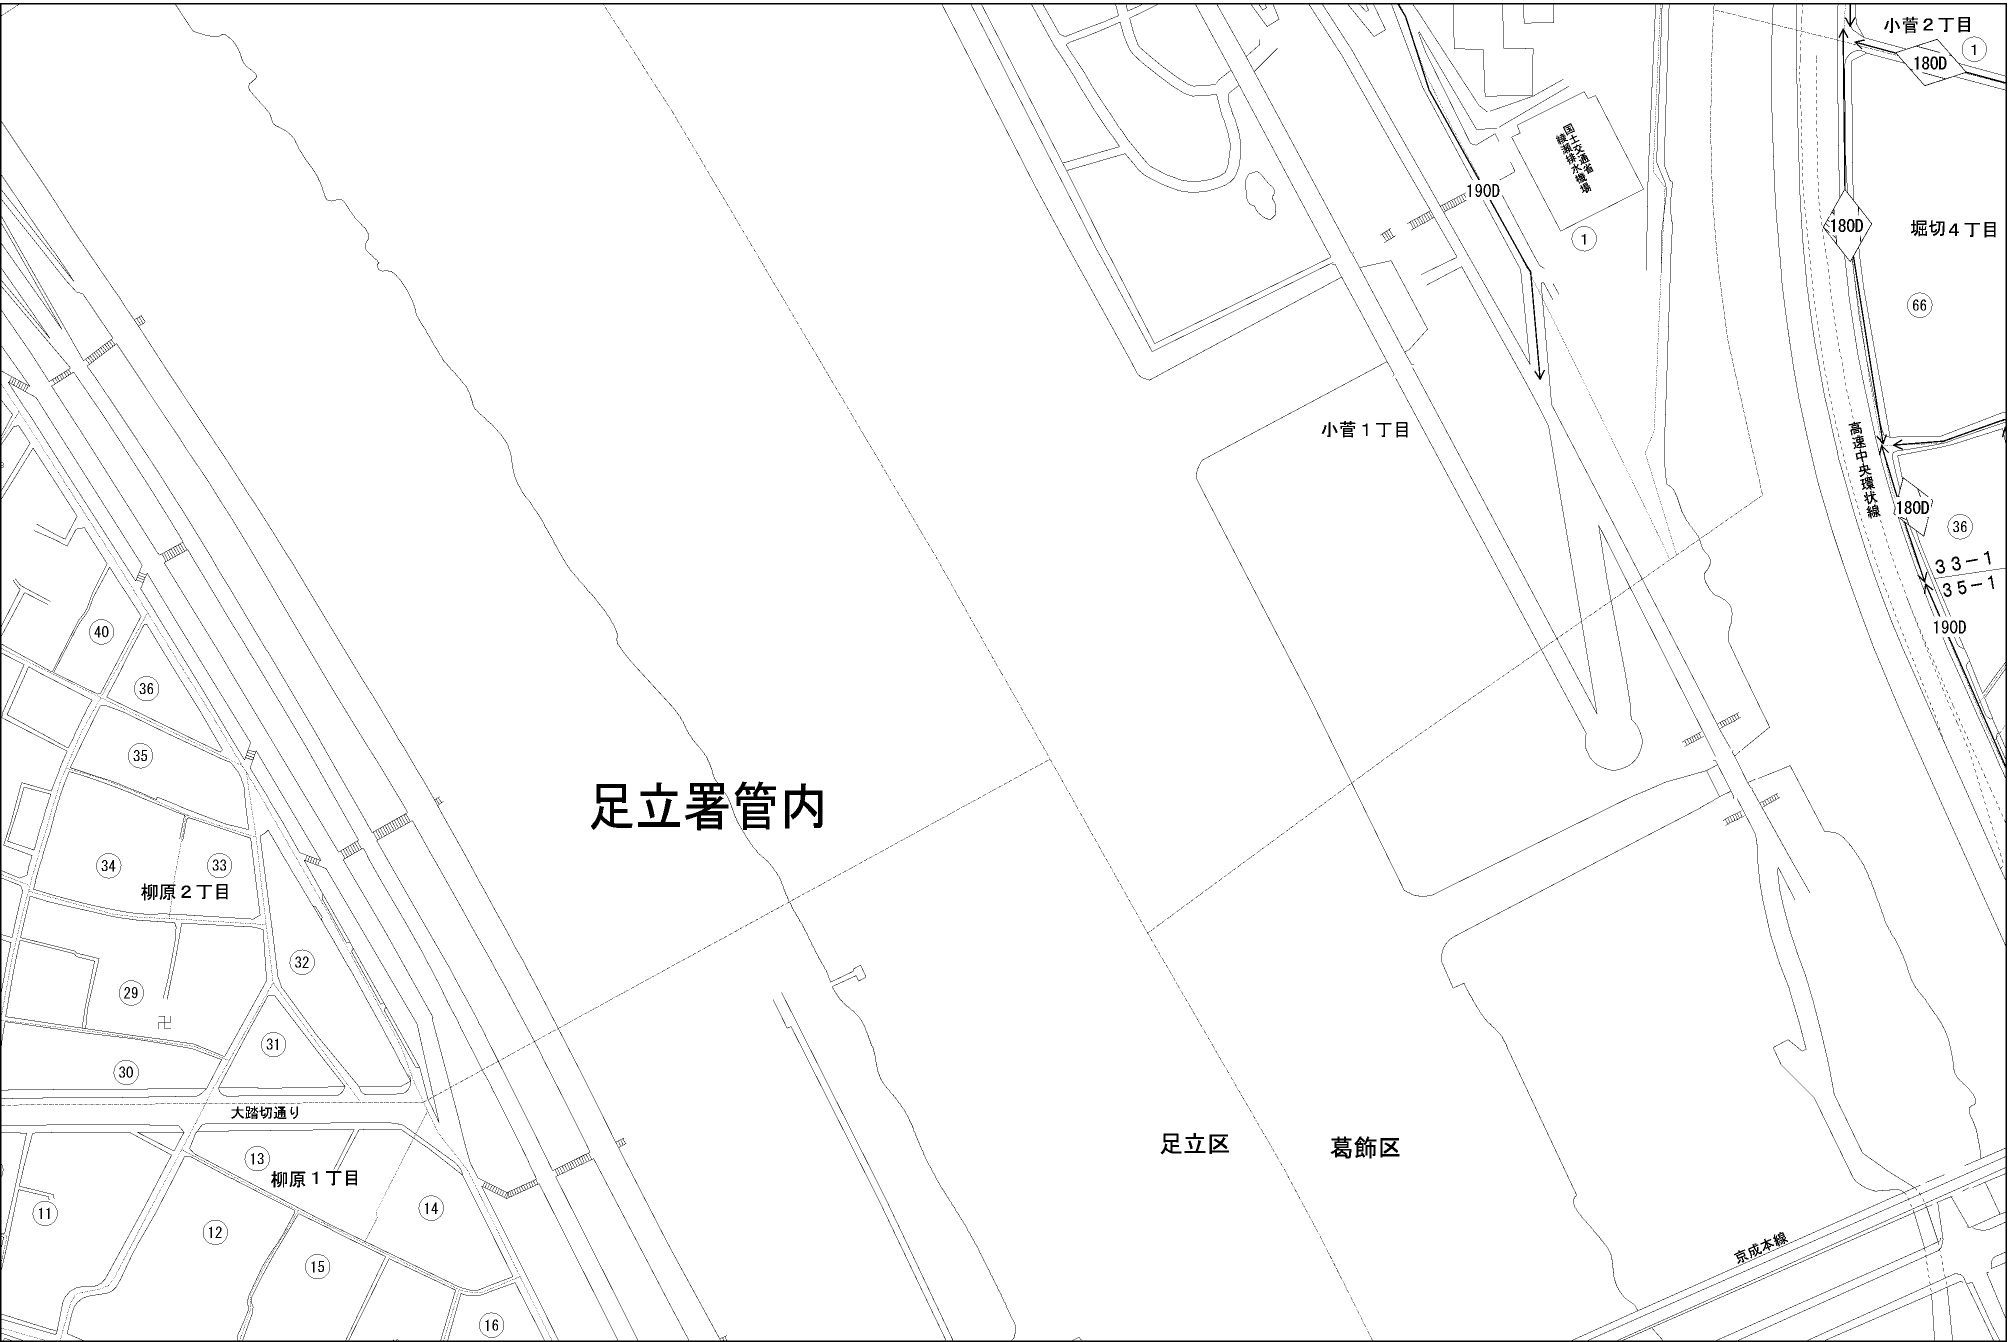 小菅２丁目
1
180D
国土交通省
綾瀬排水機場
190D
1
180D
堀切４丁目
66
小菅１丁目
高速中央環状線
180D
36
33-1
35-1
190D
40
36
35
足立署管内
34
33
柳原２丁目
32
29
卍
31
30
大踏切通り
足立区
葛飾区
13
柳原１丁目
14
11
12
京成本線
15
16